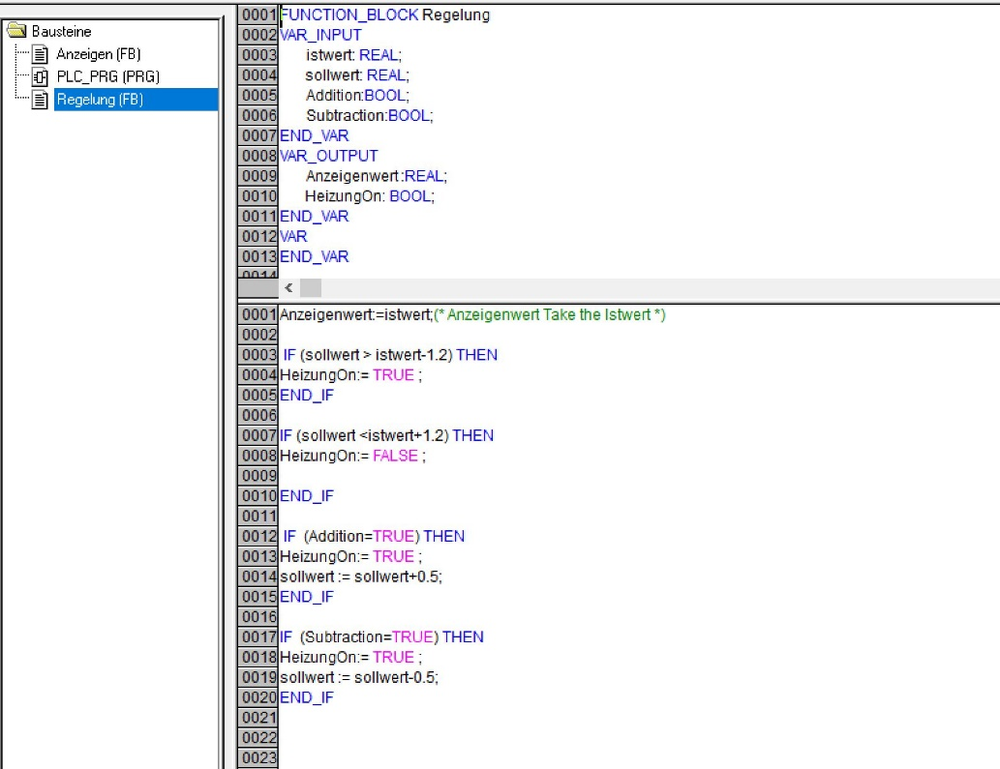 Bausteine
Anzeigen (FB)
PLC_PRG (PRG)
Regelung (FB)
0001 FUNCTION_BLOCK Regelung
0002 VAR_INPUT
0003 istwert: REAL;
0004 sollwert: REAL;
0005 Addition:BOOL;
0006 Subtraction:BOOL;
0007 END_VAR
0008 VAR_OUTPUT
0009 Anzeigenwert:REAL;
0010 HeizungOn: BOOL;
0011 END_VAR
0012 VAR
0013 END_VAR
0014
0001 Anzeigenwert:=istwert;(* Anzeigenwert Take the Istwert *)
0002
0003 IF (sollwert > istwert-1.2) THEN
0004 HeizungOn:= TRUE ;
0005 END_IF
0006
0007 IF (sollwert <istwert+1.2) THEN
0008 HeizungOn:= FALSE ;
0009
0010 END_IF
0011
0012 IF (Addition=TRUE) THEN
0013 HeizungOn:= TRUE ;
0014 sollwert := sollwert+0.5;
0015 END_IF
0016
0017 IF (Subtraction=TRUE) THEN
0018 HeizungOn:= TRUE ;
0019 sollwert := sollwert-0.5;
0020 END_IF
0021
0022
0023